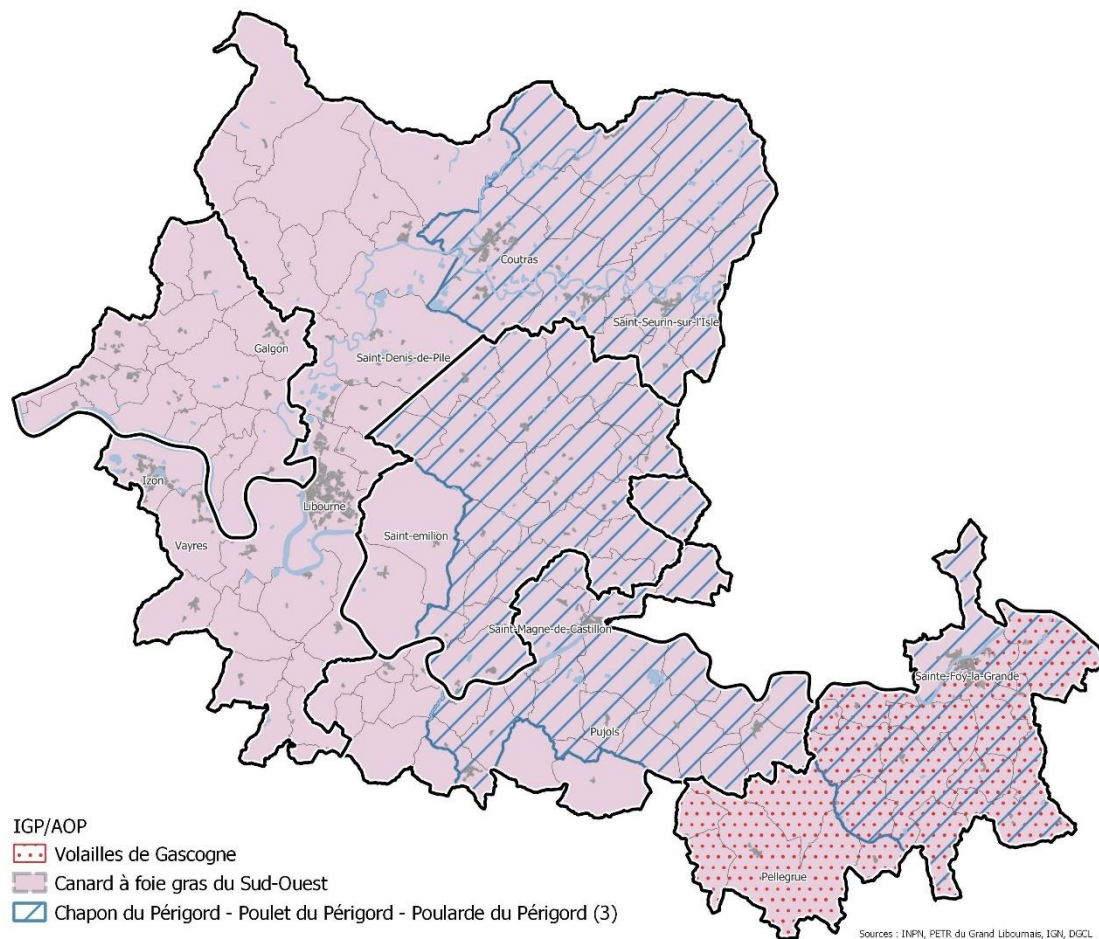 Coutras
Saint-Seurin-sur-l'Isle
Galgon
Saint-Denis-de-Pile
Izon
Libourne
Saint-emilion
Vayres
Saint-Magne-de-Castillon
Sainte-Foy-la-Grande
Pujols
Pellegrue
IGP/AOP
Volailles de Gascogne
Canard à foie gras du Sud-Ouest
Chapon du Périgord - Poulet du Périgord - Poularde du Périgord (3)
Sources : INPN, PETR du Grand Libournais, IGN, DGCL